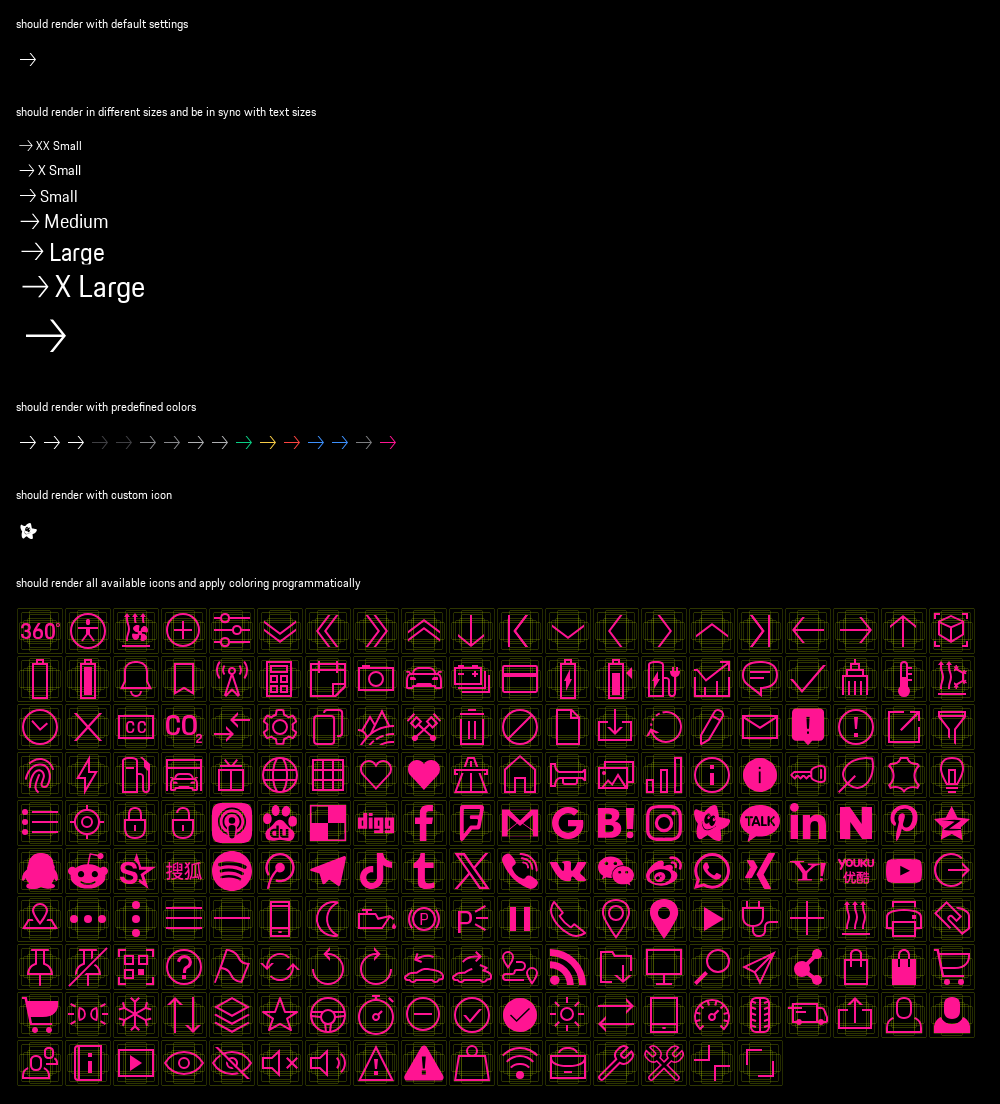 should render with default settings
should render in different sizes and be in sync with text sizes
XX Small
X Small
Small
Medium
Large
X Large
should render with predefined colors
should render with custom icon
should render all available icons and apply coloring programmatically
360°
CC CO2
du digg f M G B! TALK in N
t X Y! YOUKU
搜狐 优酷
P P